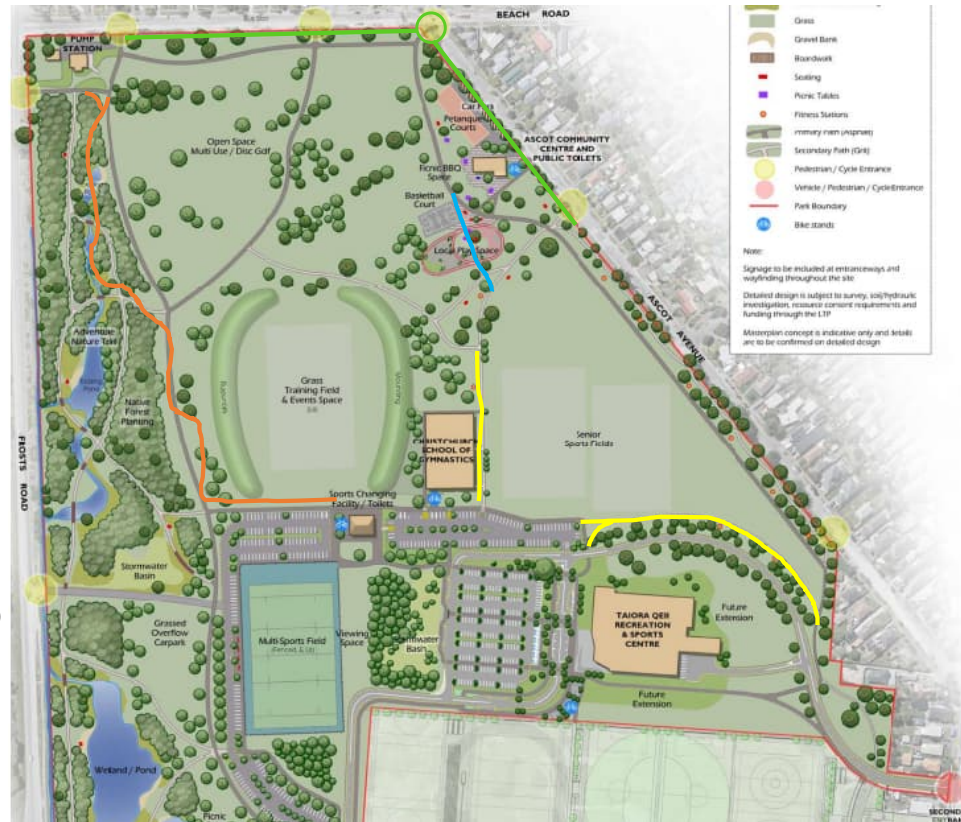 BEACH ROAD
PUMP
STATION
Grass
Gravel Bank
Boardwalk
Seating
Picnic Tables
Fitness Stations
Primary Path (Asphalt)
Secondary Path (Grit)
Pedestrian / Cycle Entrance
Vehicle / Pedestrian / Cycle Entrance
Park Boundary
Bike stands
Note:
Signage to be included at entranceways and
wayfinding throughout the site
Detailed design is subject to survey, soil/hydraulic
investigation, resource consent requirements and
funding through the LTP
Masterplan concept is indicative only and details
are to be confirmed on detailed design
Car Park
Petanque
Courts
ASCOT COMMUNITY
CENTRE AND
PUBLIC TOILETS
Open Space
Multi Use / Disc Golf
Picnic BBQ
Space
Basketball
Court
Local Play Space
ASCOT AVENUE
Adventure
Nature Trail
Native
Forest
Planting
Mounding
Grass
Training Field
& Events Space
CHRISTCHURCH
SCHOOL OF
GYMNASTICS
Senior
Sports Fields
FROSTS ROAD
Sports Changing
Facility / Toilets
Stormwater
Basin
Grassed
Overflow
Carpark
Multi Sports Field
Viewing
Space
Stormwater
Basin
TAIORA QEII
RECREATION
& SPORTS
CENTRE
Future
Extension
Future
Extension
Wetland / Pond
Picnic